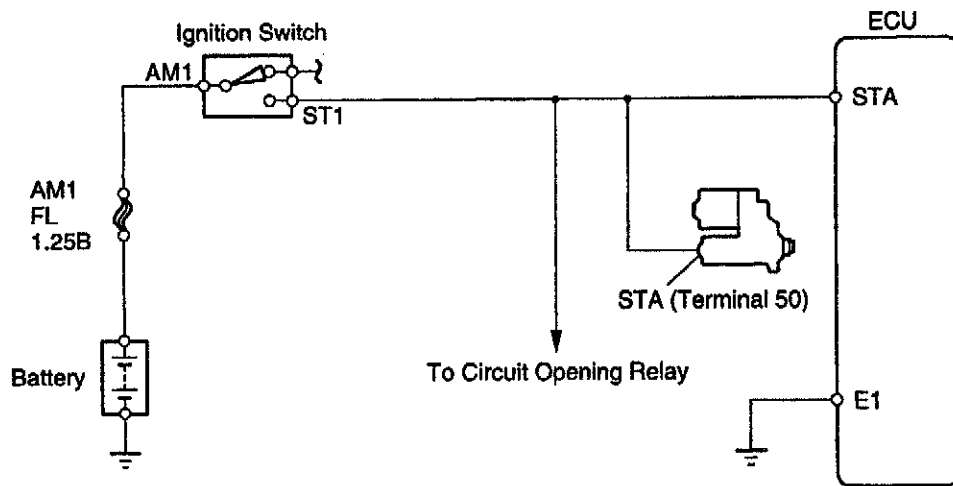 ECU
Ignition Switch
AM1
ST1
STA
AM1
FL
1.25B
STA (Terminal 50)
To Circuit Opening Relay
Battery
E1